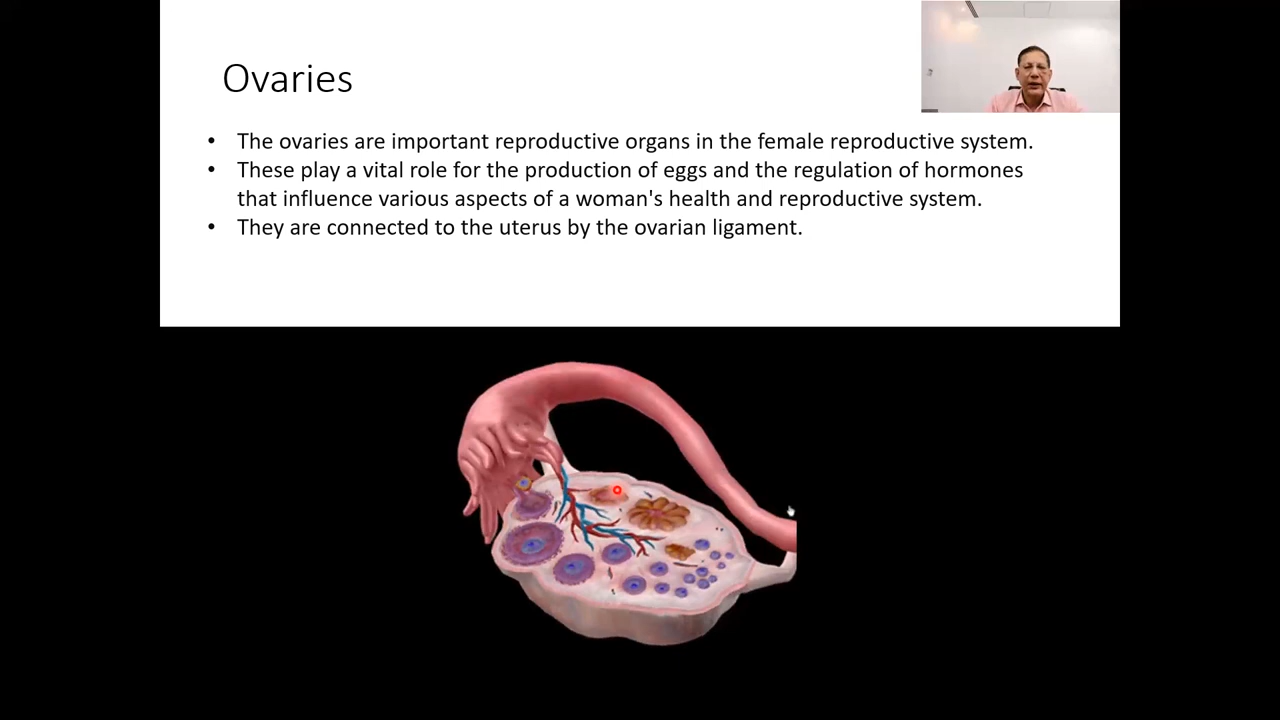 Ovaries
• The ovaries are important reproductive organs in the female reproductive system.
• These play a vital role for the production of eggs and the regulation of hormones
that influence various aspects of a woman's health and reproductive system.
• They are connected to the uterus by the ovarian ligament.